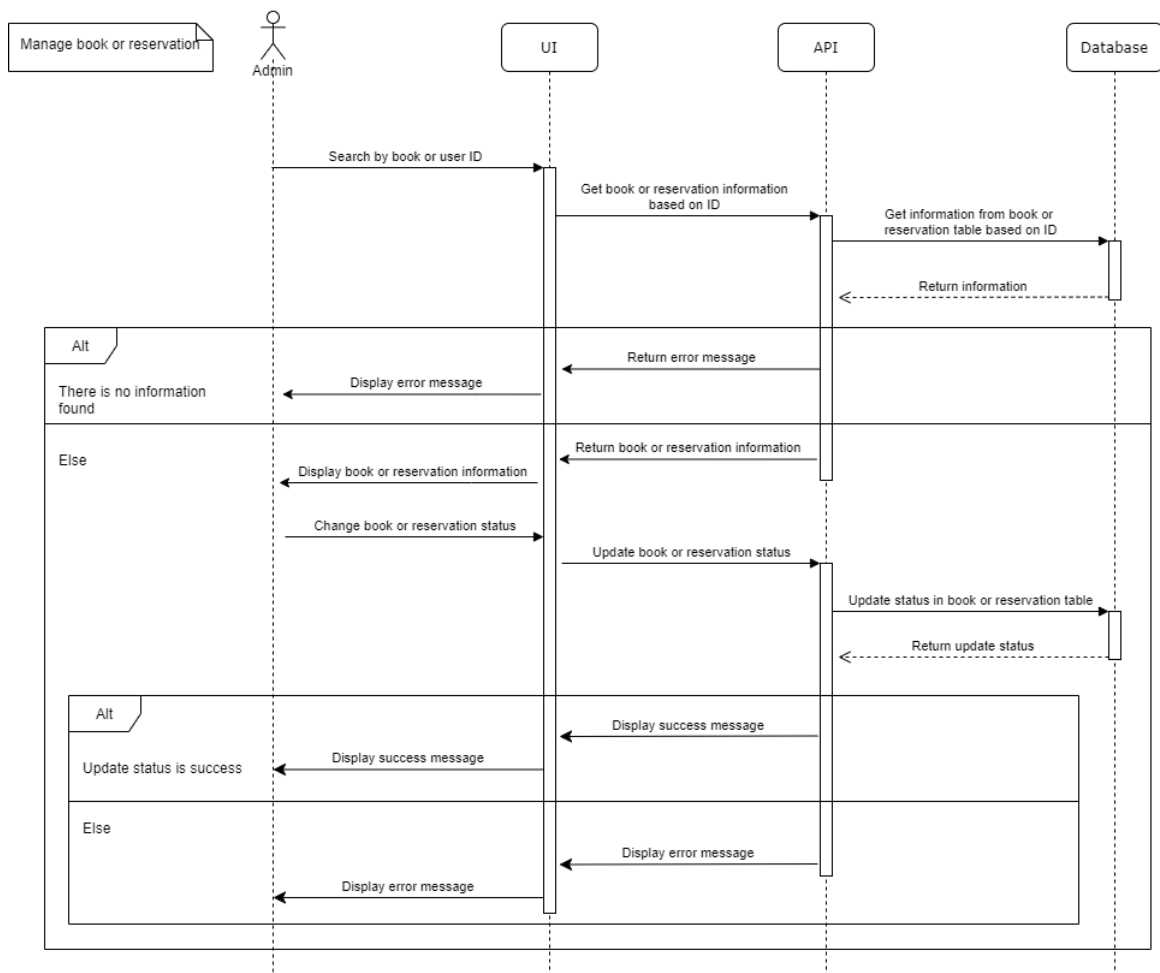 Manage book or reservation
Admin
UI
API
Database
Search by book or user ID
Get book or reservation information
based on ID
Get information from book or
reservation table based on ID
Return information
Alt
Return error message
Display error message
There is no information
found
Else
Return book or reservation information
Display book or reservation information
Change book or reservation status
Update book or reservation status
Update status in book or reservation table
Return update status
Alt
Display success message
Display success message
Update status is success
Else
Display error message
Display error message